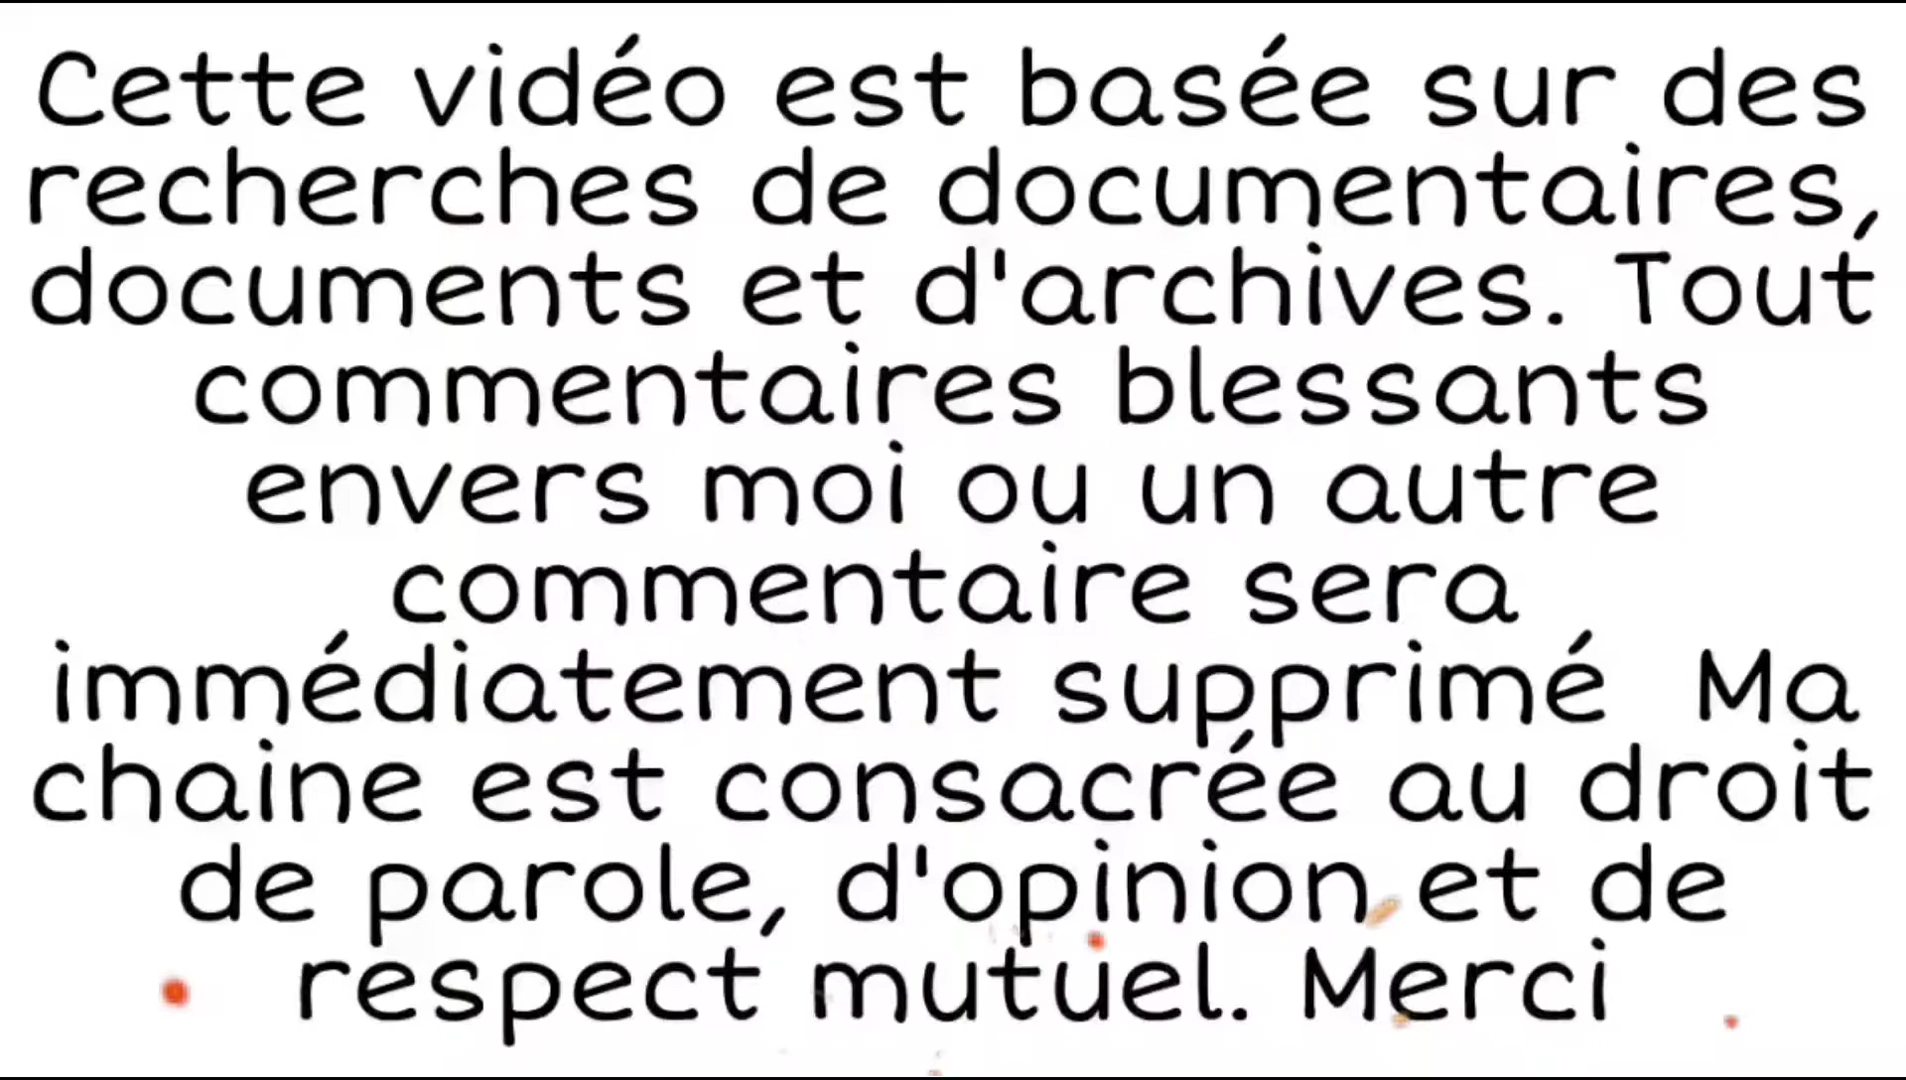 Cette vidéo est basée sur des
recherches de documentaires,
documents et d'archives. Tout
commentaires blessants
envers moi ou un autre
commentaire sera
immédiatement supprimé  Ma
chaine est consacrée au droit
de parole, d'opinion et de
respect mutuel. Merci